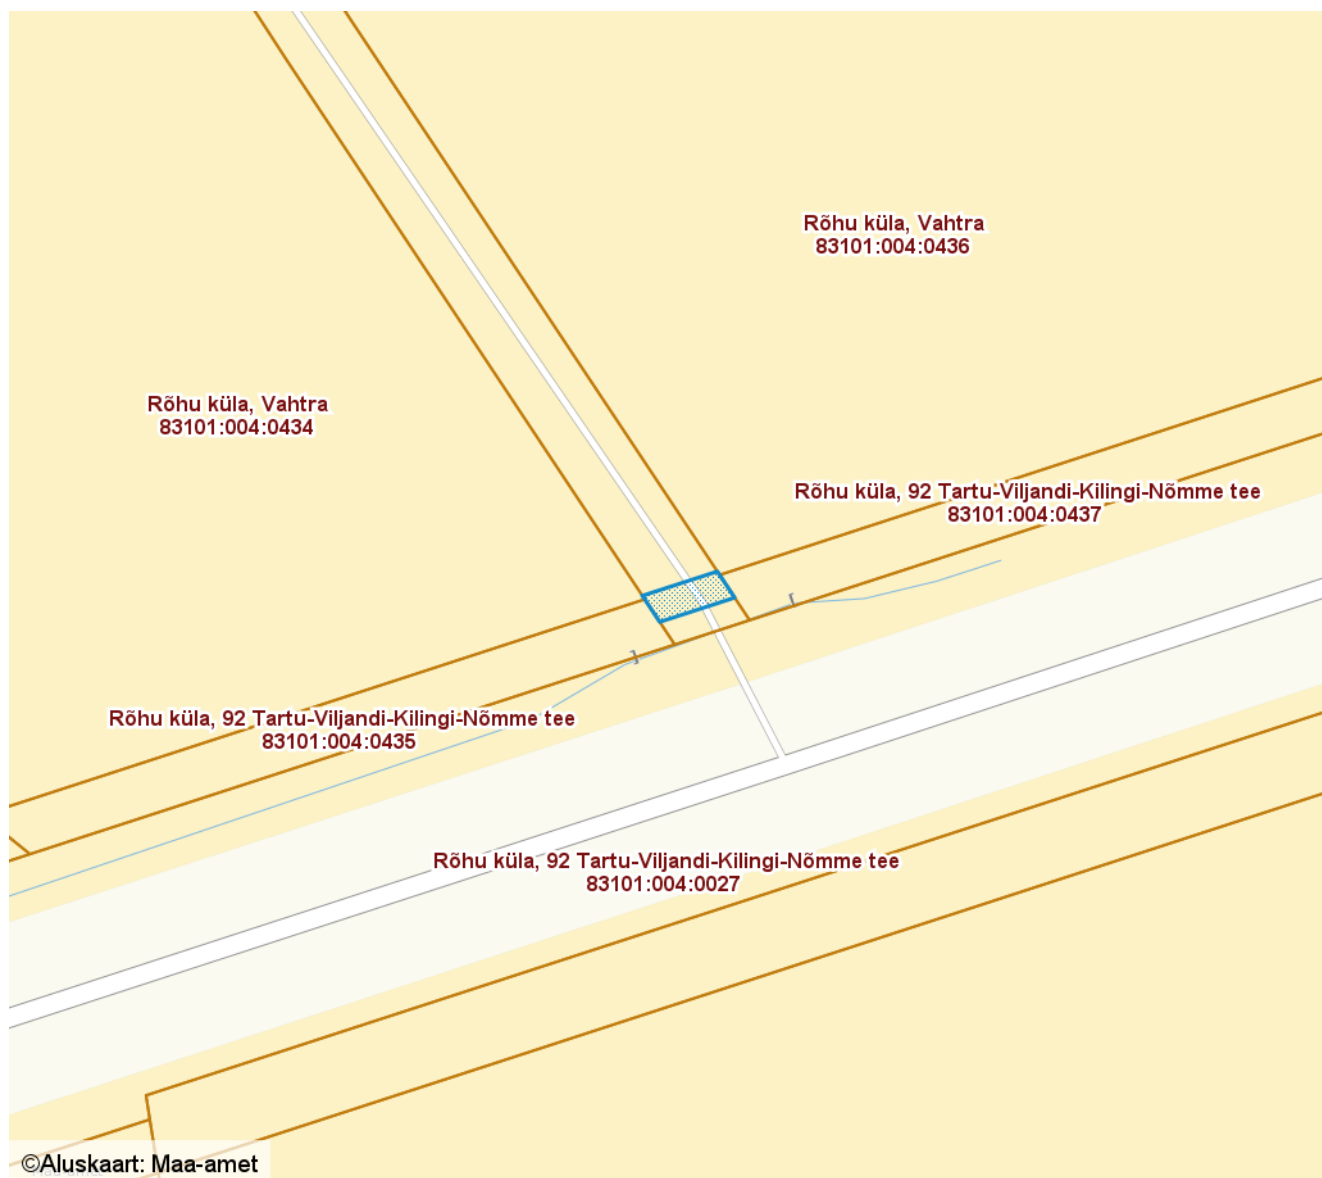 Rõhu küla, Vahtra
83101:004:0436
Rõhu küla, Vahtra
83101:004:0434
Rõhu küla, 92 Tartu-Viljandi-Kilingi-Nõmme tee
83101:004:0437
Rõhu küla, 92 Tartu-Viljandi-Kilingi-Nõmme tee
83101:004:0435
Rõhu küla, 92 Tartu-Viljandi-Kilingi-Nõmme tee
83101:004:0027
©Aluskaart: Maa-amet